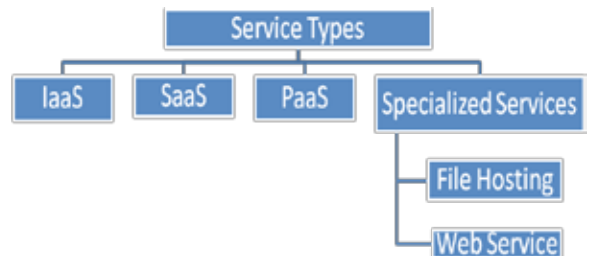 Service Types
IaaS
SaaS
PaaS
Specialized Services
File Hosting
Web Service